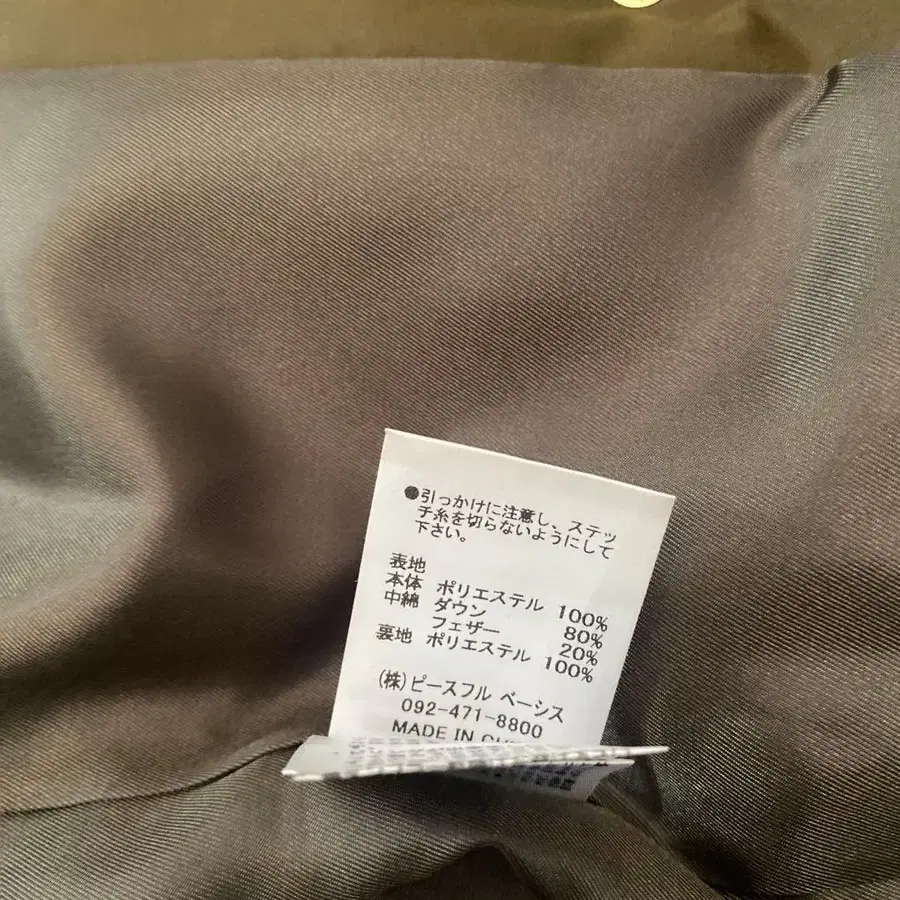 ●引っかけに注意し、ステッ
チ糸を切らないようにして
下さい。
表地
本体 ポリエステル 100%
中綿 ダウン 80%
フェザー 20%
裏地 ポリエステル 100%
(株)ピースフル ベーシス
092-471-8800
MADE IN